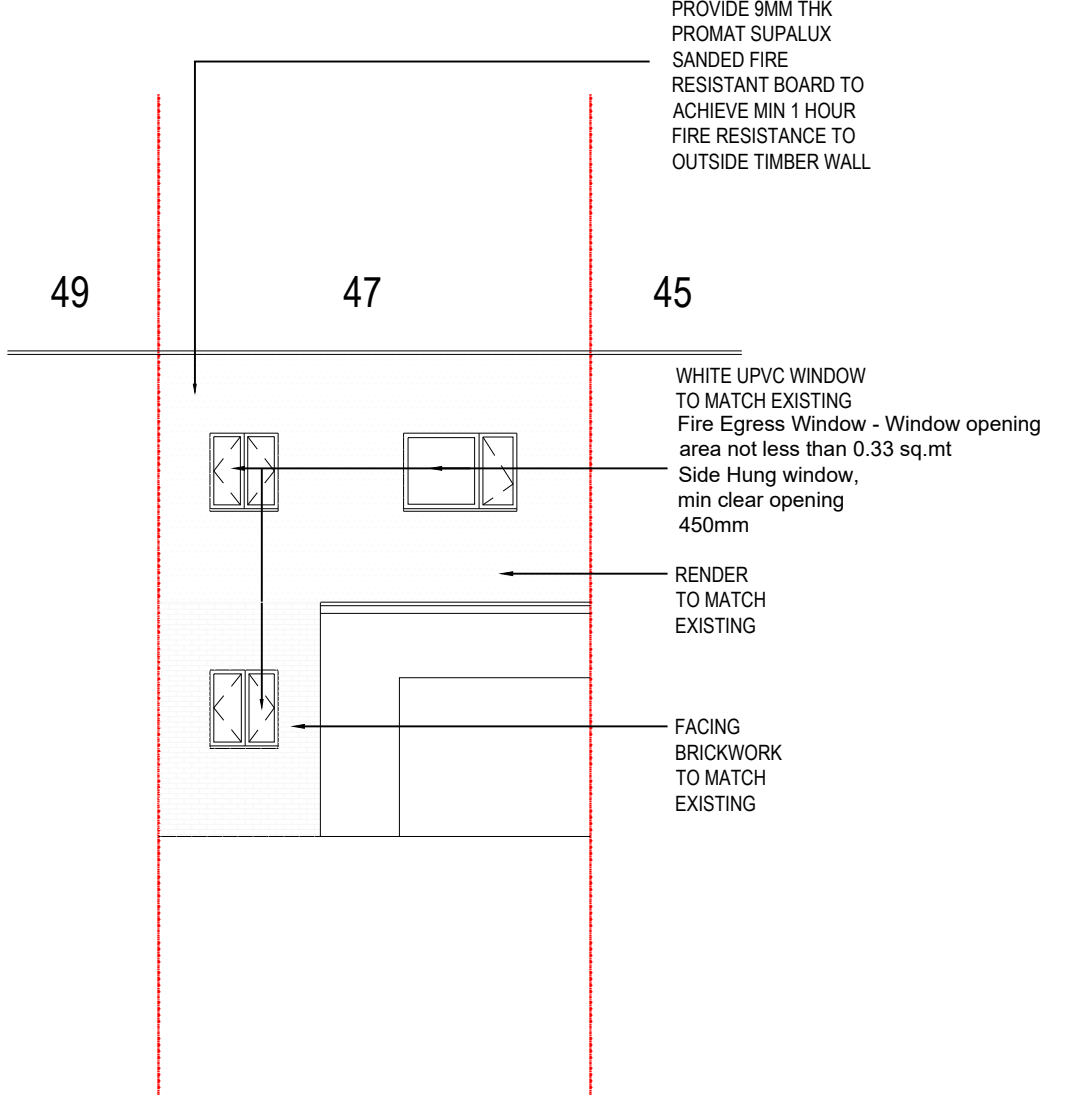 PROVIDE 9MM THK
PROMAT SUPALUX
SANDED FIRE
RESISTANT BOARD TO
ACHIEVE MIN 1 HOUR
FIRE RESISTANCE TO
OUTSIDE TIMBER WALL
49
47
45
WHITE UPVC WINDOW
TO MATCH EXISTING
Fire Egress Window - Window opening
area not less than 0.33 sq.mt
Side Hung window,
min clear opening
450mm
RENDER
TO MATCH
EXISTING
FACING
BRICKWORK
TO MATCH
EXISTING